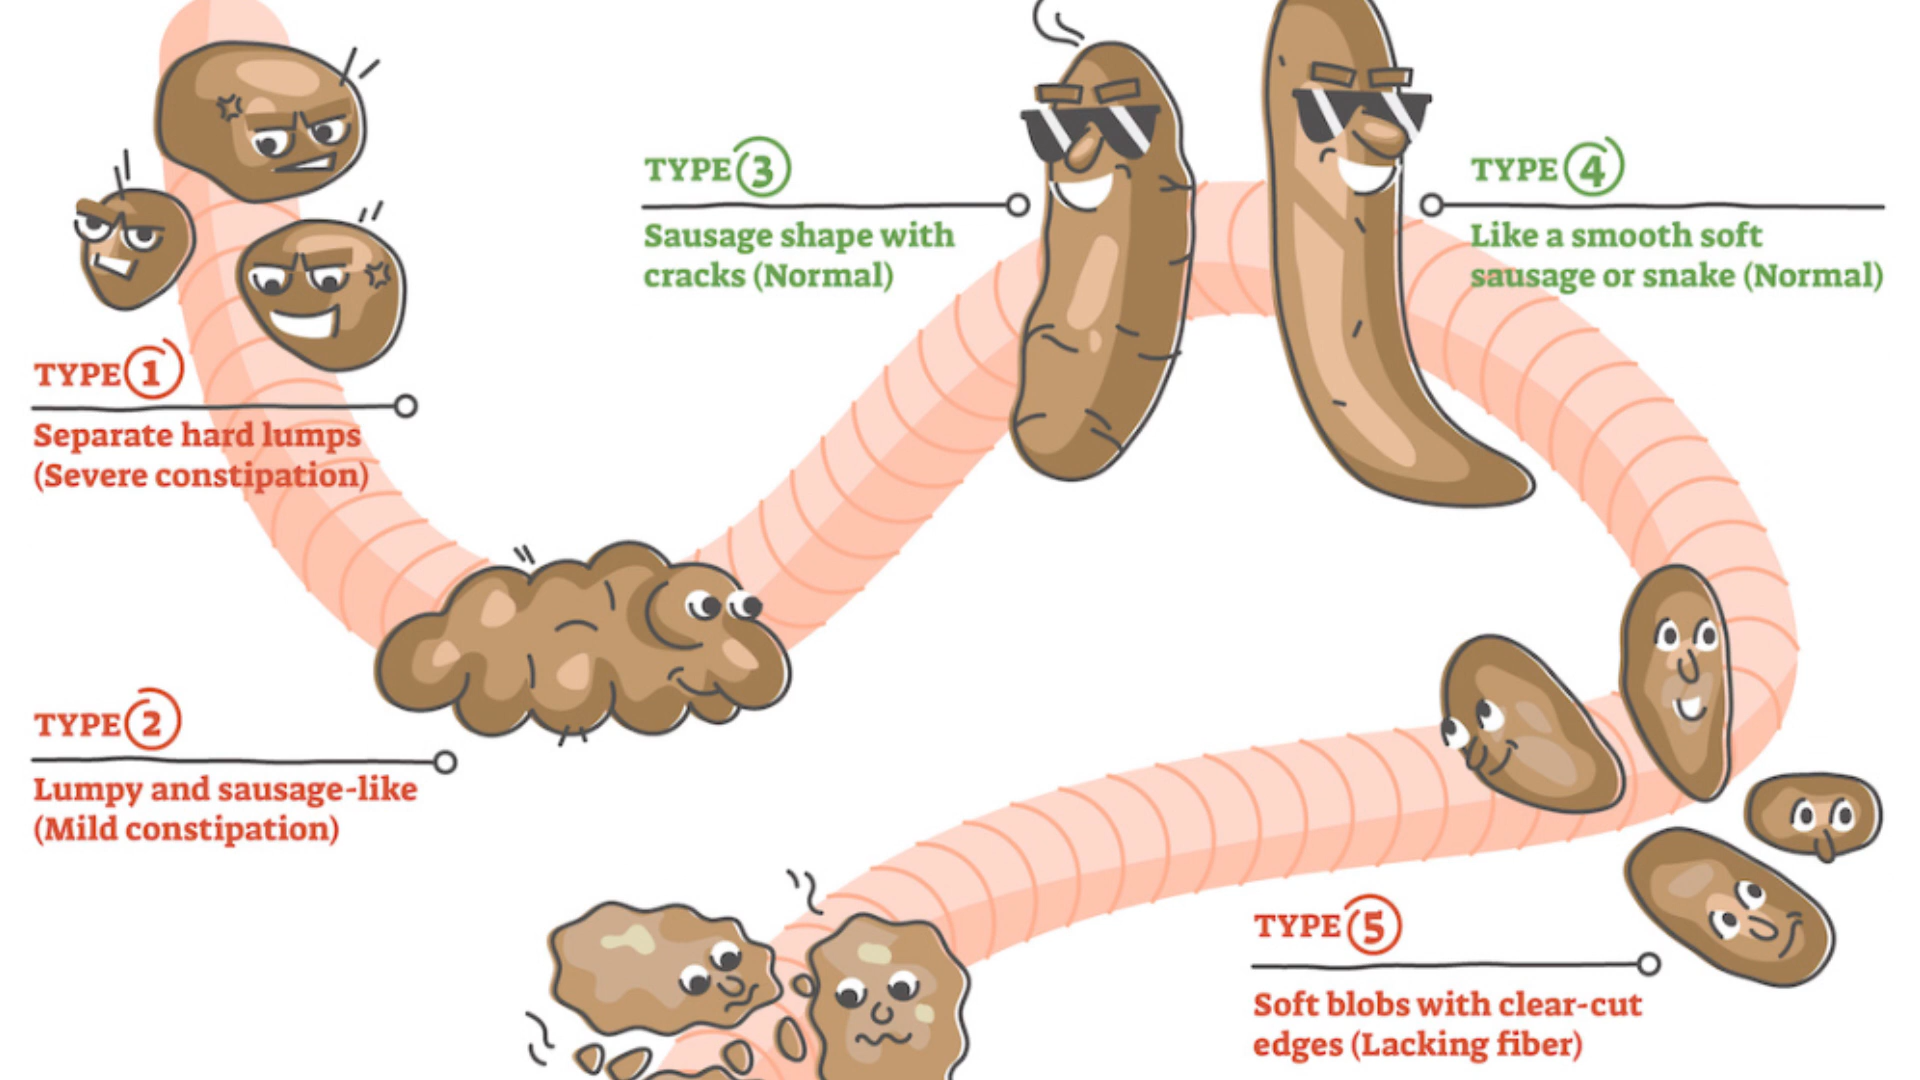 TYPE 1
Separate hard lumps
(Severe constipation)
TYPE 2
Lumpy and sausage-like
(Mild constipation)
TYPE 3
Sausage shape with
cracks (Normal)
TYPE 4
Like a smooth soft
sausage or snake (Normal)
TYPE 5
Soft blobs with clear-cut
edges (Lacking fiber)